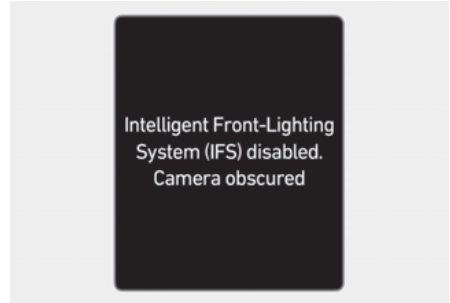 Intelligent Front-Lighting
System (IFS) disabled.
Camera obscured